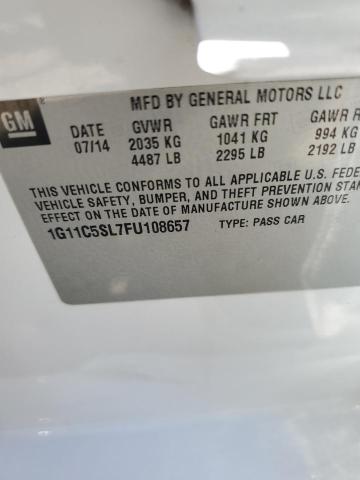 GM
MFD BY GENERAL MOTORS LLC
DATE GVWR GAWR FRT GAWR R
07/14 2035 KG 1041 KG 994 KG
4487 LB 2295 LB 2192 LB
THIS VEHICLE CONFORMS TO ALL APPLICABLE U.S. FEDE
VEHICLE SAFETY, BUMPER, AND THEFT PREVENTION STAN
EFFECT ON THE DATE OF MANUFACTURE SHOWN ABOVE.
1G11C5SL7FU108657 TYPE: PASS CAR